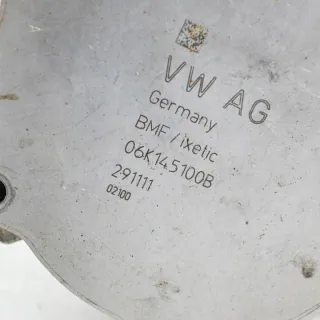 VW AG
Germany
BMF / ixetic
06K145100B
291111
02100